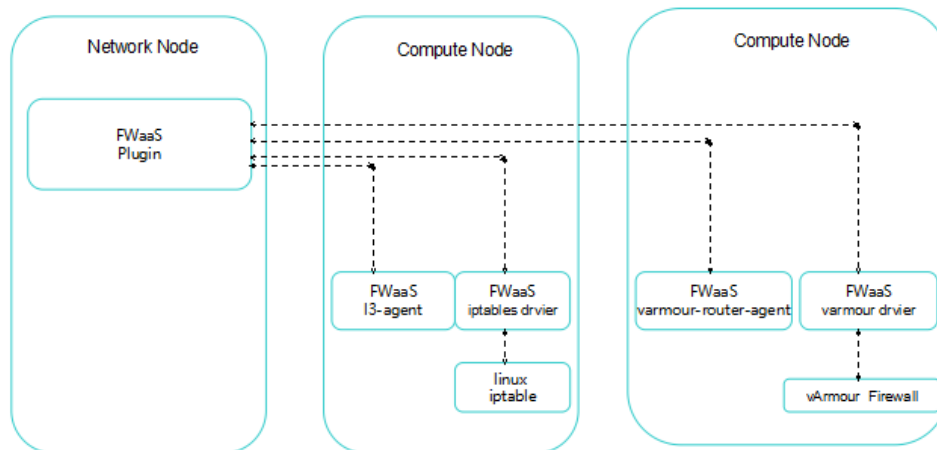 Network Node
Compute Node
Compute Node
FWaaS
Plugin
FWaaS
l3-agent
FWaaS
iptables drvier
FWaaS
varmour-router-agent
FWaaS
varmour drvier
linux
iptable
vArmour Firewall